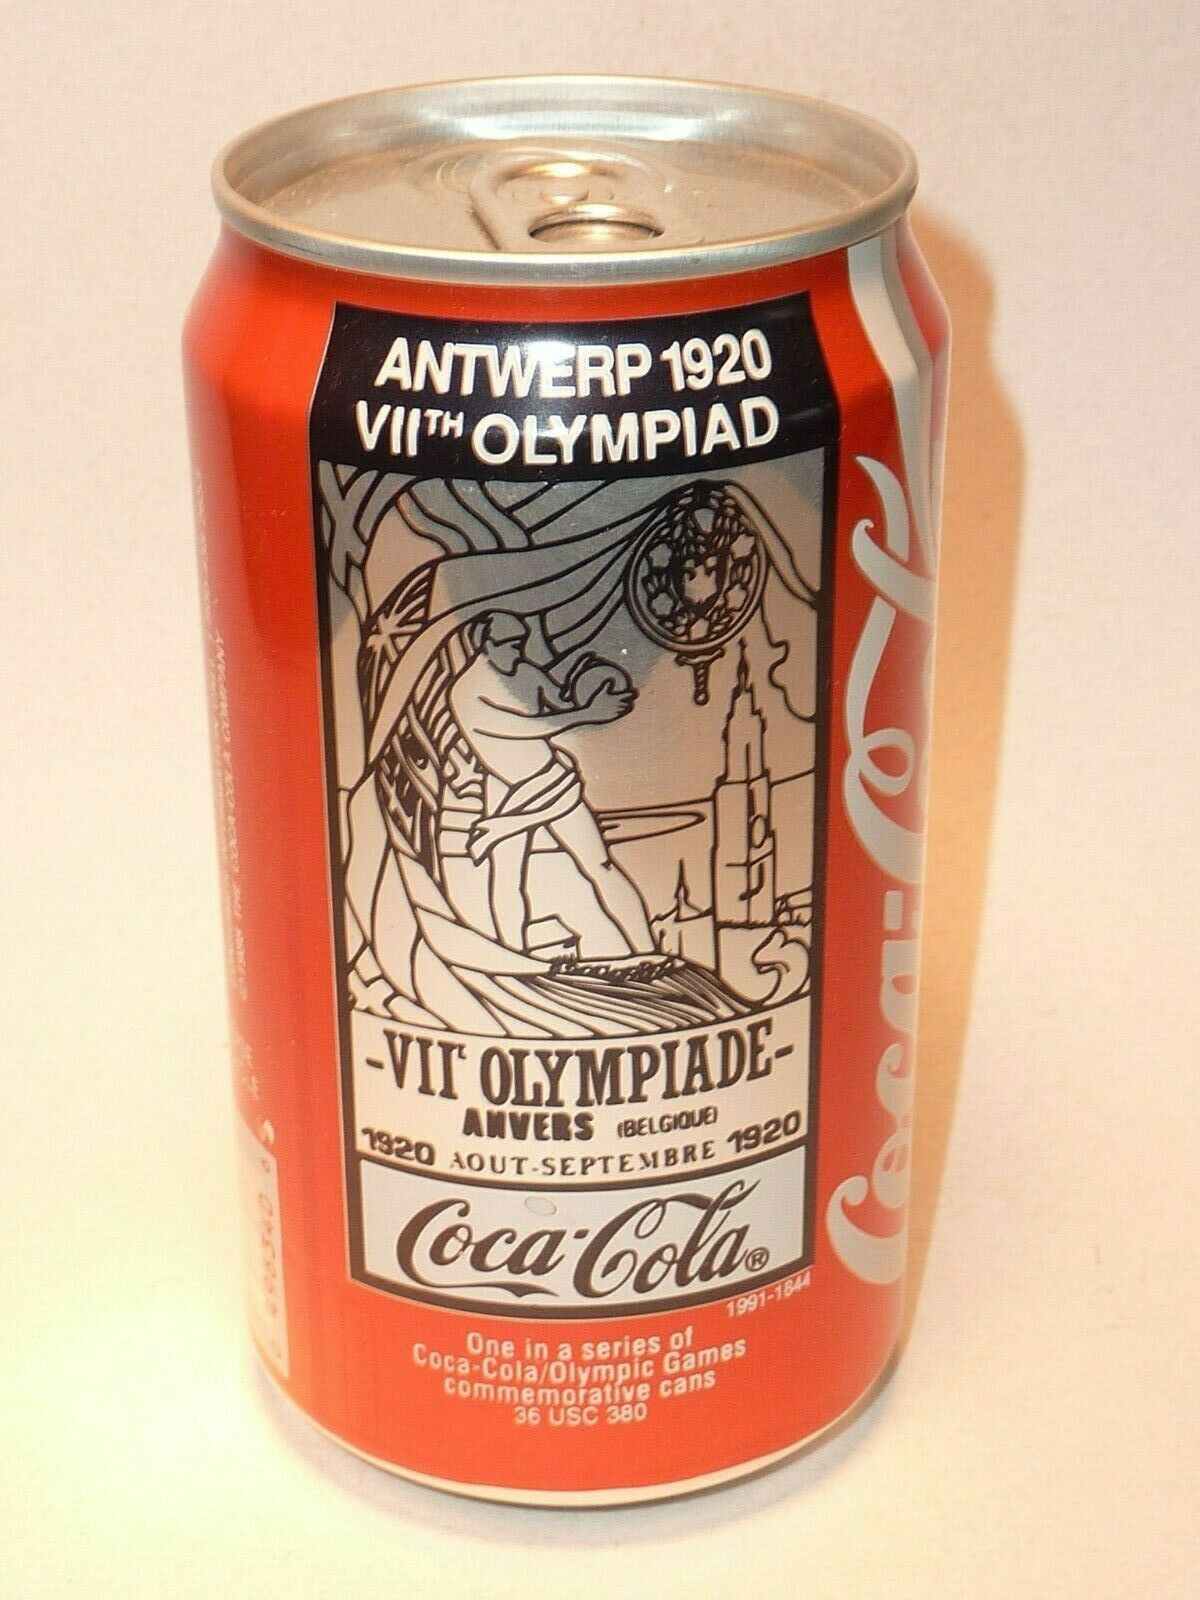 ANTWERP 1920
VIITH OLYMPIAD
-VIIE OLYMPIADE-
ANVERS (BELGIQUE)
1920 AOUT-SEPTEMBRE 1920
Coca-Cola®
1991-1844
One in a series of
Coca-Cola/Olympic Games
commemorative cans
36 USC 380
Coca-Cola